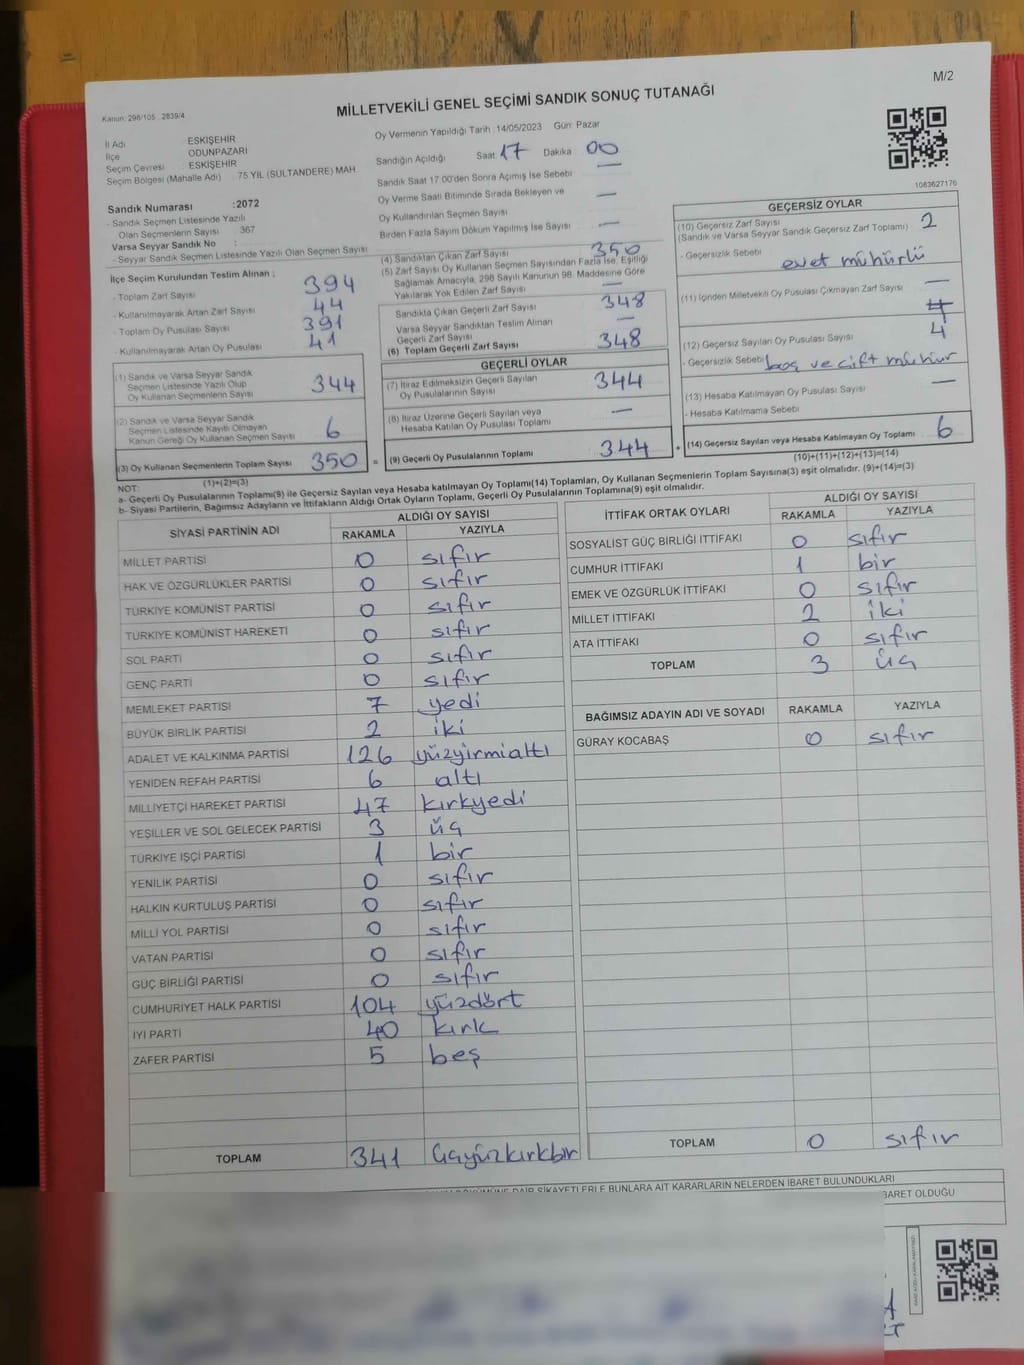 M/2
Kanun: 298/105 , 2839/4
MİLLETVEKİLİ GENEL SEÇİMİ SANDIK SONUÇ TUTANAĞI
İl Adı ESKİŞEHİR
İlçe ODUNPAZARI
Seçim Çevresi ESKİŞEHİR
Seçim Bölgesi (Mahalle Adı) 75 YIL (SULTANDERE) MAH.
Sandık Numarası :2072
- Sandık Seçmen Listesinde Yazılı
Olan Seçmenlerin Sayısı : 367
Varsa Seyyar Sandık No :
- Seyyar Sandık Seçmen Listesinde Yazılı Olan Seçmen Sayısı
İlçe Seçim Kurulundan Teslim Alınan ;
- Toplam Zarf Sayısı 394
- Kullanılmayarak Artan Zarf Sayısı 44
- Toplam Oy Pusulası Sayısı 391
- Kullanılmayarak Artan Oy Pusulası 41
(1) Sandık ve Varsa Seyyar Sandık
Seçmen Listesinde Yazılı Olup
Oy Kullanan Seçmenlerin Sayısı 344
(2) Sandık ve Varsa Seyyar Sandık
Seçmen Listesinde Kayıtlı Olmayan
Kanun Gereği Oy Kullanan Seçmen Sayısı 6
(3) Oy Kullanan Seçmenlerin Toplam Sayısı 350
(1)+(2)=(3)
Oy Vermenin Yapıldığı Tarih :14/05/2023 Gün: Pazar
Sandığın Açıldığı Saat 17 Dakika 00
Sandık Saat 17.00'den Sonra Açımış İse Sebebi —
Oy Verme Saati Bitiminde Sırada Bekleyen ve
Oy Kullandırılan Seçmen Sayısı —
Birden Fazla Sayım Döküm Yapılmış İse Sayısı —
(4) Sandıktan Çıkan Zarf Sayısı 350
(5) Zarf Sayısı Oy Kullanan Seçmen Sayısından Fazla İse, Eşitliği
Sağlamak Amacıyla, 298 Sayılı Kanunun 98. Maddesine Göre
Yakılarak Yok Edilen Zarf Sayısı —
Sandıkta Çıkan Geçerli Zarf Sayısı 348
Varsa Seyyar Sandıktan Teslim Alınan
Geçerli Zarf Sayısı —
(6) Toplam Geçerli Zarf Sayısı 348
GEÇERLİ OYLAR
(7) İtiraz Edilmeksizin Geçerli Sayılan
Oy Pusulalarının Sayısı 344
(8) İtiraz Üzerine Geçerli Sayılan veya
Hesaba Katılan Oy Pusulası Toplamı —
= (9) Geçerli Oy Pusulalarının Toplamı 344
1083627176
GEÇERSİZ OYLAR
(10) Geçersiz Zarf Sayısı 2
(Sandık ve Varsa Seyyar Sandık Geçersiz Zarf Toplamı)
- Geçersizlik Sebebi evet mühürlü
(11) İçinden Milletvekili Oy Pusulası Çıkmayan Zarf Sayısı —
(12) Geçersiz Sayılan Oy Pusulası Sayısı 4
- Geçersizlik Sebebi boş ve çift mühür
(13) Hesaba Katılmayan Oy Pusulası Sayısı —
- Hesaba Katılmama Sebebi
+ (14) Geçersiz Sayılan veya Hesaba Katılmayan Oy Toplamı 6
(10)+(11)+(12)+(13)=(14)
NOT:
a- Geçerli Oy Pusulalarının Toplamı(9) ile Geçersiz Sayılan veya Hesaba katılmayan Oy Toplamı(14) Toplamları, Oy Kullanan Seçmenlerin Toplam Sayısına(3) eşit olmalıdır. (9)+(14)=(3)
b- Siyasi Partilerin, Bağımsız Adayların ve İttifakların Aldığı Ortak Oyların Toplamı, Geçerli Oy Pusulalarının Toplamına(9) eşit olmalıdır.
SİYASİ PARTİNİN ADI ALDIĞI OY SAYISI
RAKAMLA YAZIYLA
MİLLET PARTİSİ 0 sıfır
HAK VE ÖZGÜRLÜKLER PARTİSİ 0 sıfır
TÜRKİYE KOMÜNİST PARTİSİ 0 sıfır
TÜRKİYE KOMÜNİST HAREKETİ 0 sıfır
SOL PARTİ 0 sıfır
GENÇ PARTİ 0 sıfır
MEMLEKET PARTİSİ 7 yedi
BÜYÜK BİRLİK PARTİSİ 2 iki
ADALET VE KALKINMA PARTİSİ 126 yüzyirmialtı
YENİDEN REFAH PARTİSİ 6 altı
MİLLİYETÇİ HAREKET PARTİSİ 47 kırkyedi
YEŞİLLER VE SOL GELECEK PARTİSİ 3 üç
TÜRKİYE İŞÇİ PARTİSİ 1 bir
YENİLİK PARTİSİ 0 sıfır
HALKIN KURTULUŞ PARTİSİ 0 sıfır
MİLLİ YOL PARTİSİ 0 sıfır
VATAN PARTİSİ 0 sıfır
GÜÇ BİRLİĞİ PARTİSİ 0 sıfır
CUMHURİYET HALK PARTİSİ 104 yüzdört
İYİ PARTİ 40 kırk
ZAFER PARTİSİ 5 beş
TOPLAM 341 üçyüzkırkbir
İTTİFAK ORTAK OYLARI ALDIĞI OY SAYISI
RAKAMLA YAZIYLA
SOSYALİST GÜÇ BİRLİĞİ İTTİFAKI 0 sıfır
CUMHUR İTTİFAKI 1 bir
EMEK VE ÖZGÜRLÜK İTTİFAKI 0 sıfır
MİLLET İTTİFAKI 2 iki
ATA İTTİFAKI 0 sıfır
TOPLAM 3 üç
BAĞIMSIZ ADAYIN ADI VE SOYADI RAKAMLA YAZIYLA
GÜRAY KOCABAŞ 0 sıfır
TOPLAM 0 sıfır
DAİR ŞİKAYETLERLE BUNLARA AİT KARARLARIN NELERDEN İBARET BULUNDUKLARI
BARET OLDUĞU